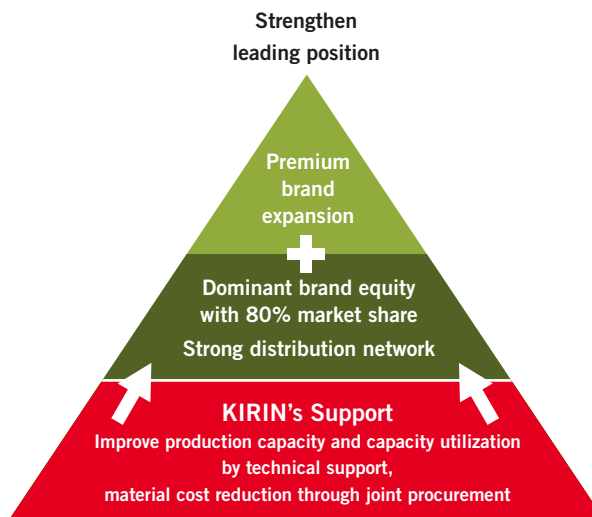 Strengthen
leading position
Premium
brand
expansion
Dominant brand equity
with 80% market share
Strong distribution network
KIRIN's Support
Improve production capacity and capacity utilization
by technical support,
material cost reduction through joint procurement